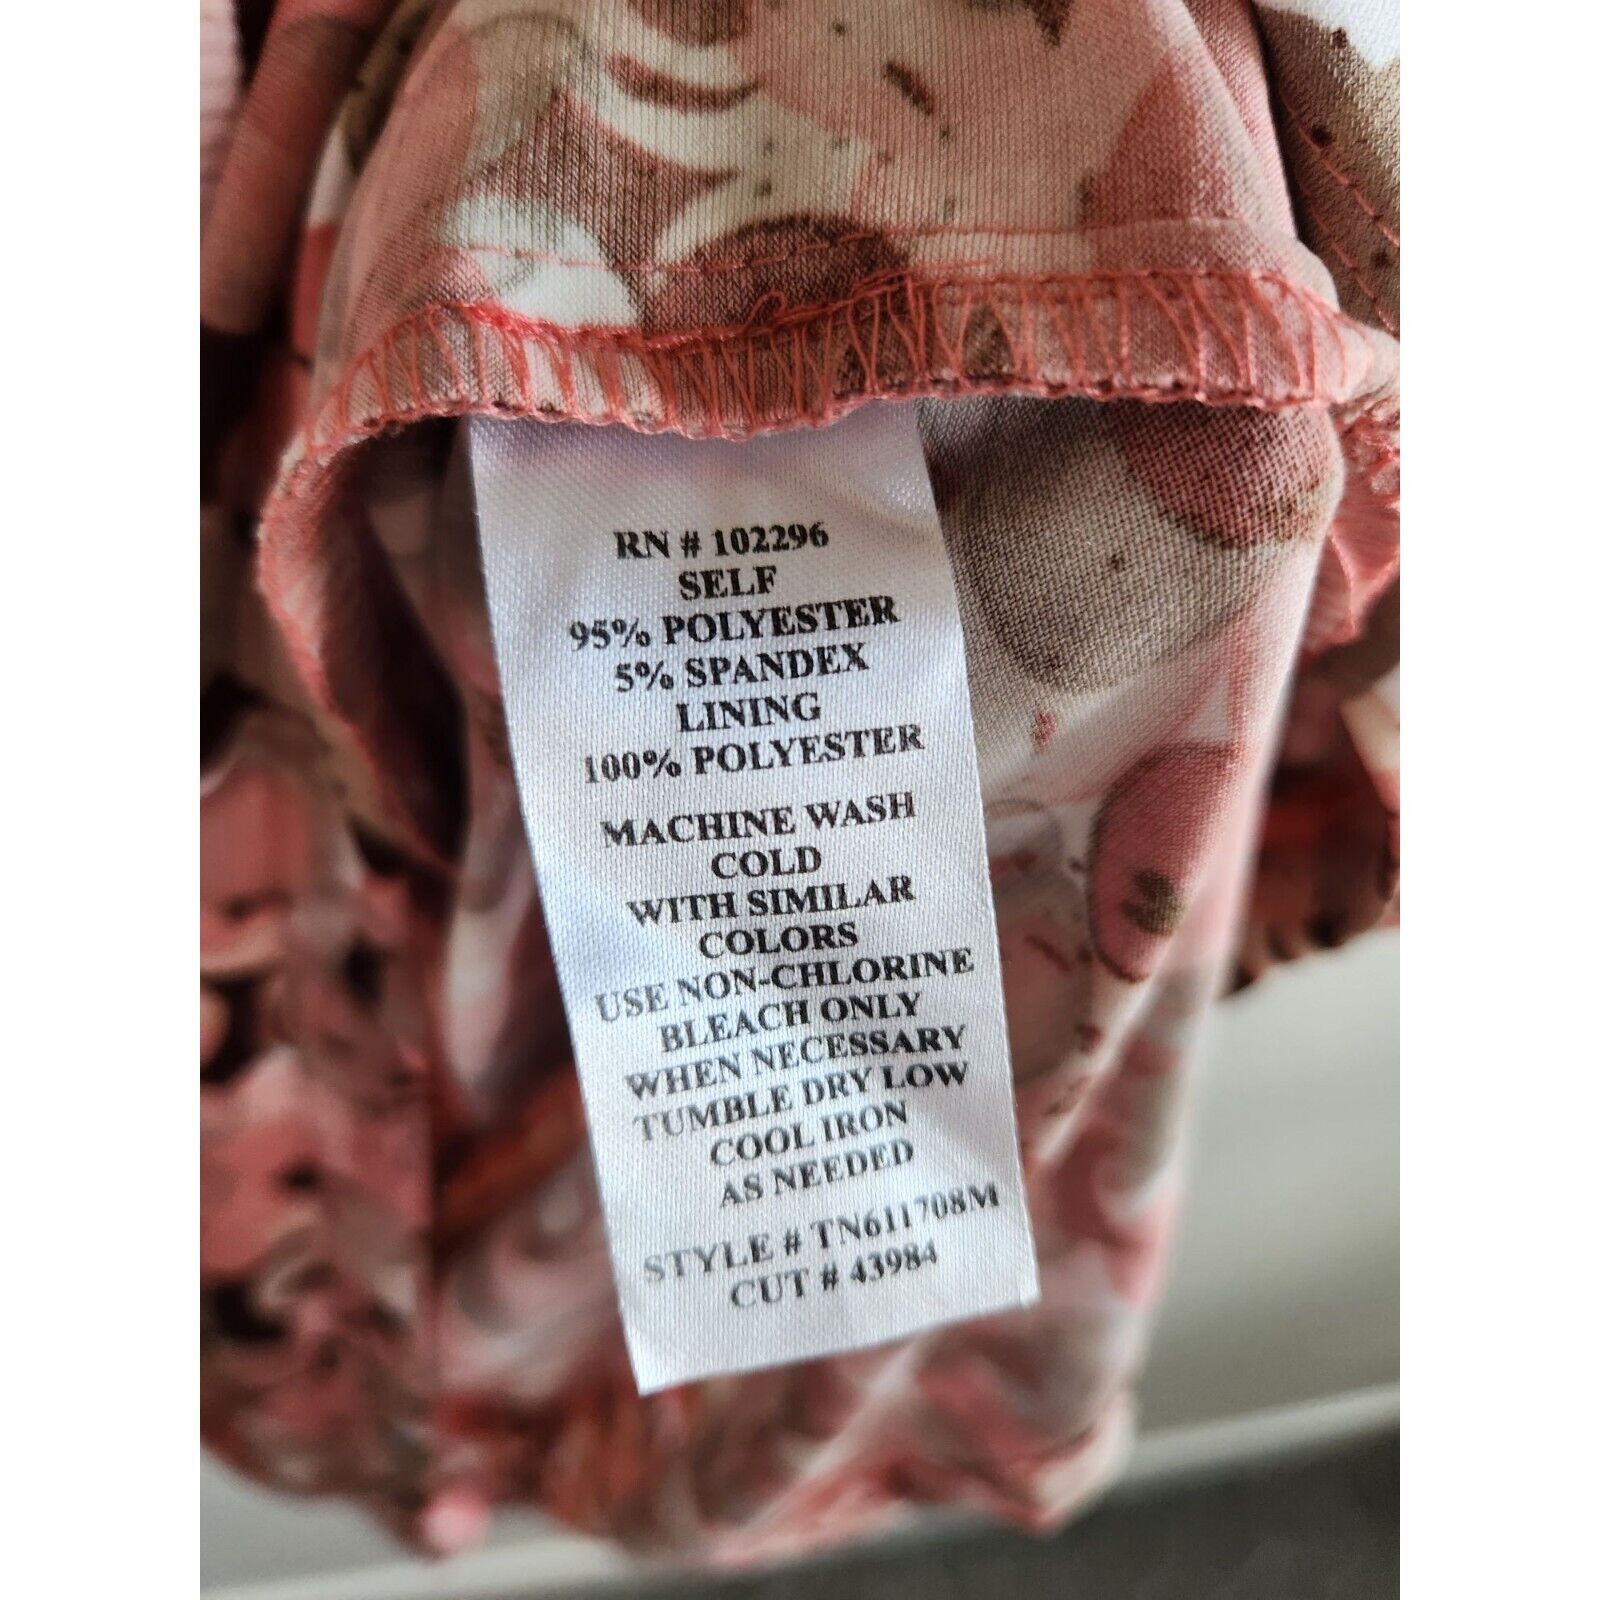 RN # 102296
SELF
95% POLYESTER
5% SPANDEX
LINING
100% POLYESTER
MACHINE WASH
COLD
WITH SIMILAR
COLORS
USE NON-CHLORINE
BLEACH ONLY
WHEN NECESSARY
TUMBLE DRY LOW
COOL IRON
AS NEEDED
STYLE # TN611708M
CUT # 43984